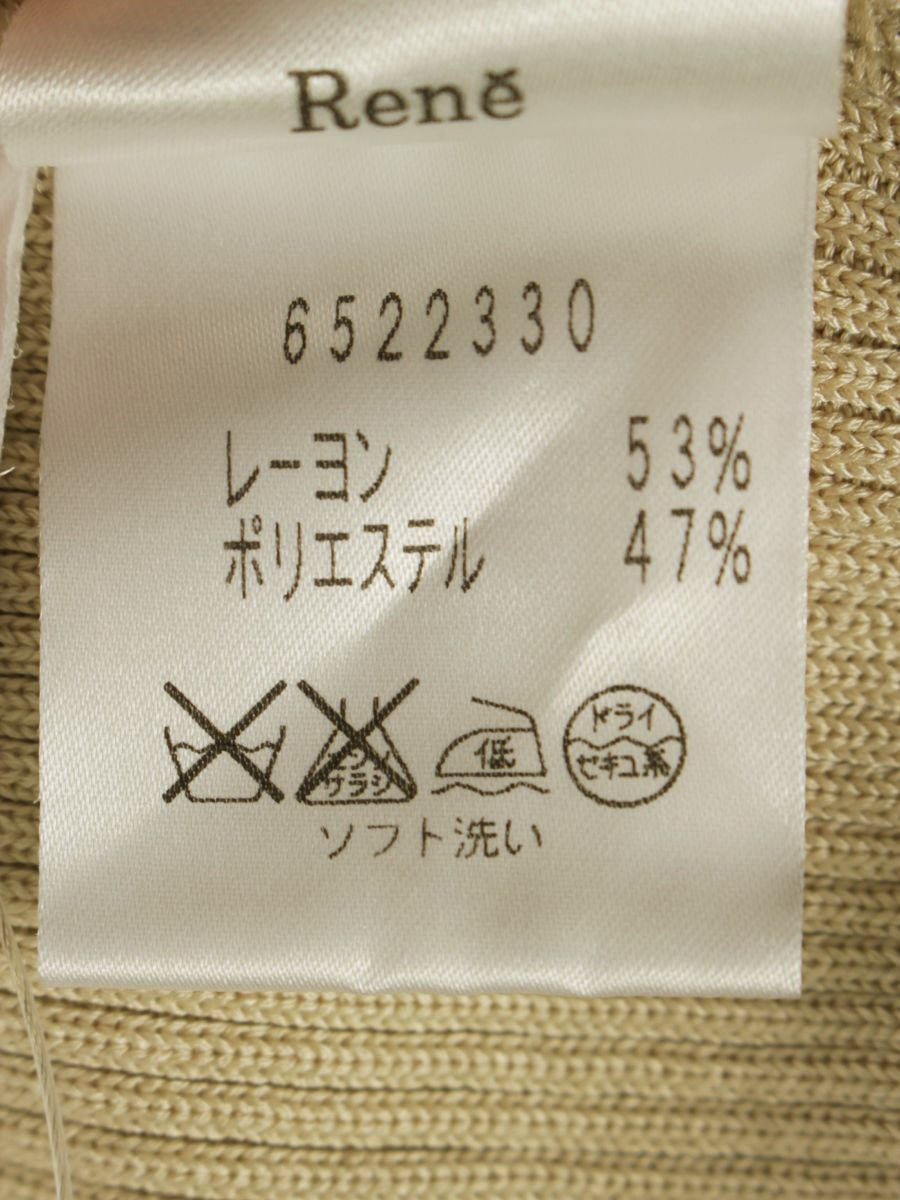 René
6522330
レーヨン 53%
ポリエステル 47%
エンソ
サラシ
低
ドライ
セキユ系
ソフト洗い